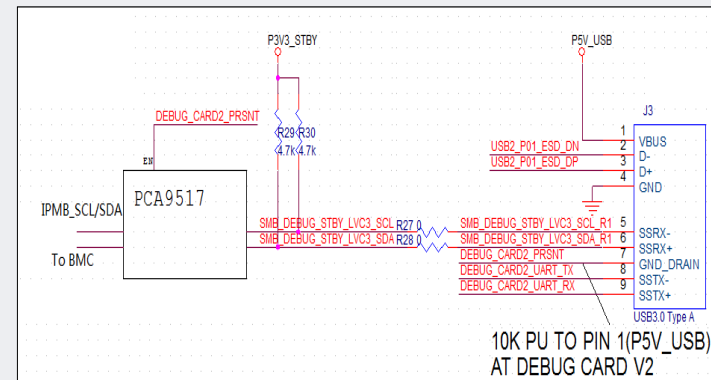 P3V3_STBY
P5V_USB
J3
DEBUG_CARD2_PRSNT
R29 R30
4.7k 4.7k
EN
PCA9517
IPMB_SCL/SDA
To BMC
SMB_DEBUG_STBY_LVC3_SCL R27 0 SMB_DEBUG_STBY_LVC3_SCL_R1
SMB_DEBUG_STBY_LVC3_SDA R28 0 SMB_DEBUG_STBY_LVC3_SDA_R1
DEBUG_CARD2_PRSNT
DEBUG_CARD2_UART_TX
DEBUG_CARD2_UART_RX
USB2_P01_ESD_DN
USB2_P01_ESD_DP
1 VBUS
2 D-
3 D+
4 GND
5 SSRX-
6 SSRX+
7 GND_DRAIN
8 SSTX-
9 SSTX+
USB3.0 Type A
10K PU TO PIN 1(P5V_USB)
AT DEBUG CARD V2